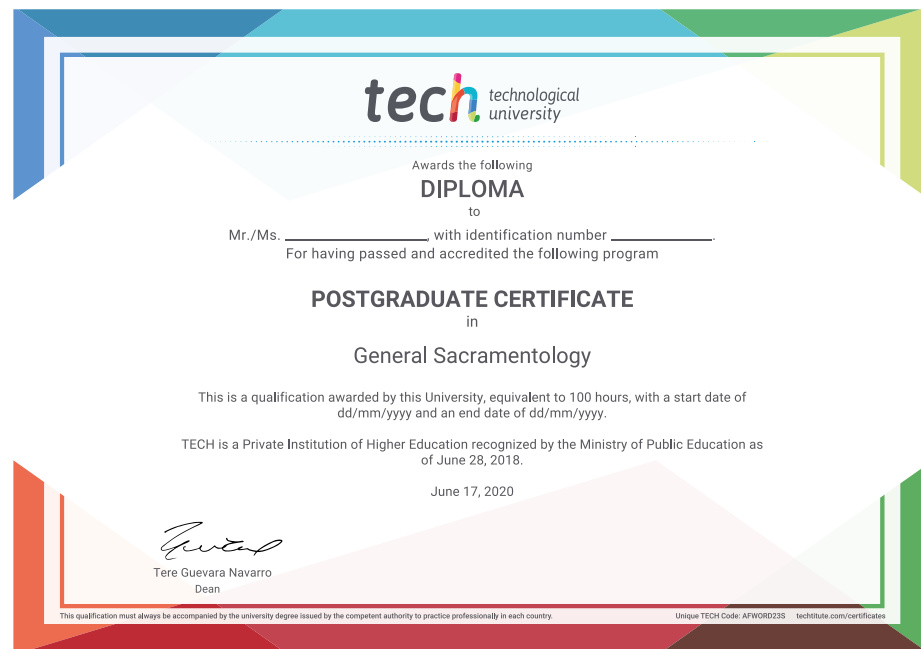 tech technological
university
Awards the following
DIPLOMA
to
Mr./Ms. ____________________, with identification number ______________.
For having passed and accredited the following program
POSTGRADUATE CERTIFICATE
in
General Sacramentology
This is a qualification awarded by this University, equivalent to 100 hours, with a start date of
dd/mm/yyyy and an end date of dd/mm/yyyy.
TECH is a Private Institution of Higher Education recognized by the Ministry of Public Education as
of June 28, 2018.
June 17, 2020
Tere Guevara Navarro
Dean
This qualification must always be accompanied by the university degree issued by the competent authority to practice professionally in each country. Unique TECH Code: AFWORD23S techtitute.com/certificates